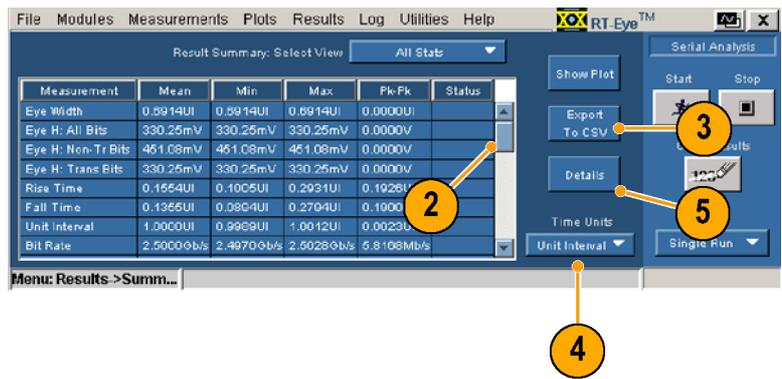 File Modules Measurements Plots Results Log Utilities Help RT-Eye™ X
Result Summary: Select View All Stats
Serial Analysis
Show Plot
Start Stop
Measurement Mean Min Max Pk-Pk Status
Eye Width 0.6914UI 0.6914UI 0.6914UI 0.0000UI
Export
To CSV
3
Eye H: All Bits 330.25mV 330.25mV 330.25mV 0.0000V
Eye H: Non-Tr Bits 451.08mV 451.08mV 451.08mV 0.0000V
Eye H: Trans Bits 330.25mV 330.25mV 330.25mV 0.0000V
Details
123
Rise Time 0.1554UI 0.1005UI 0.2931UI
2
5
Fall Time 0.1355UI 0.0894UI 0.2794UI
Unit Interval 1.0000UI 0.9989UI 1.0012UI
Time Units
Bit Rate 2.5000Gb/s 2.4970Gb/s 2.5028Gb/s 5.8168Mb/s
Unit Interval
Single Run
Menu: Results->Summ...
4